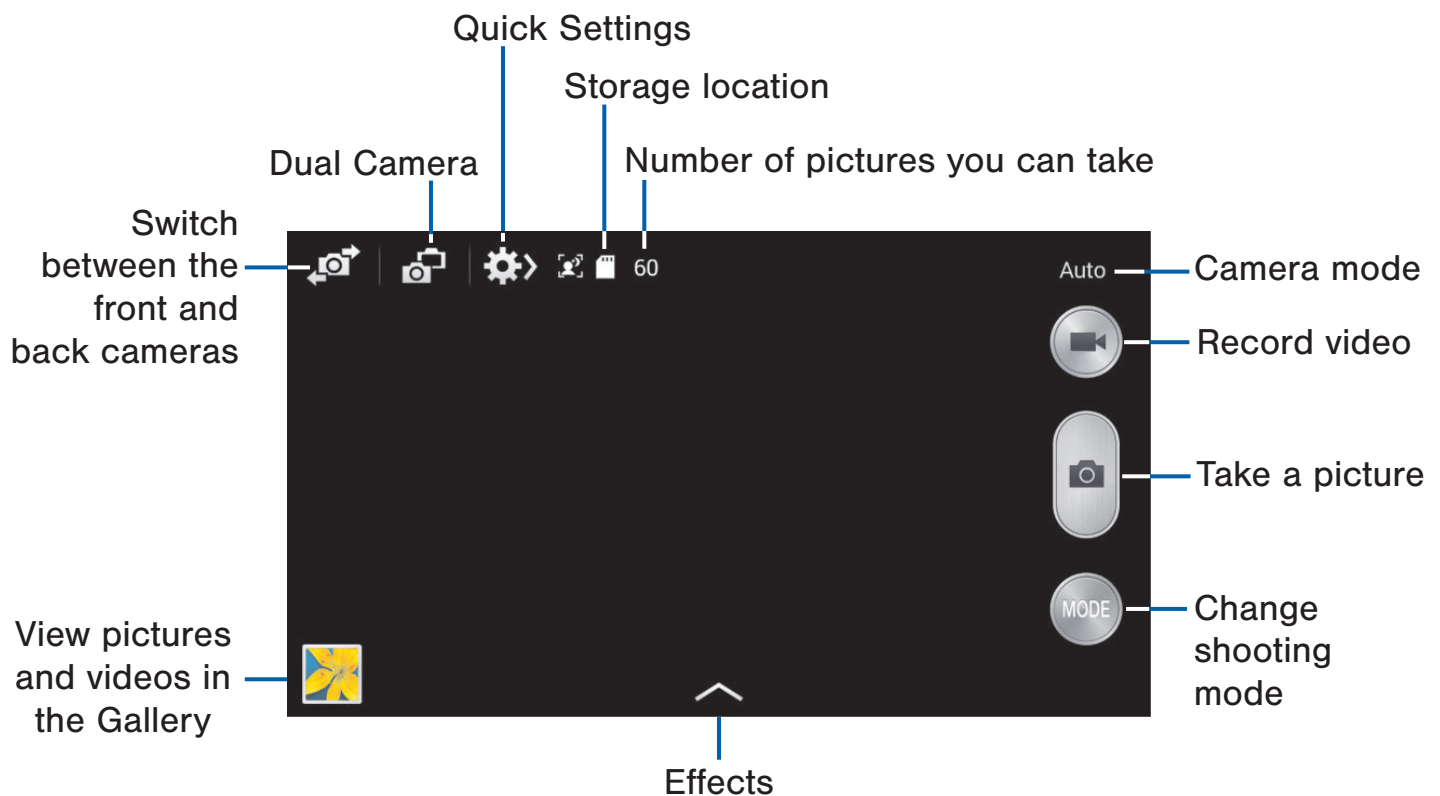 Quick Settings
Storage location
Dual Camera
Number of pictures you can take
Switch
between the
front and
back cameras
60
Auto
Camera mode
Record video
Take a picture
MODE
Change
shooting
mode
View pictures
and videos in
the Gallery
Effects